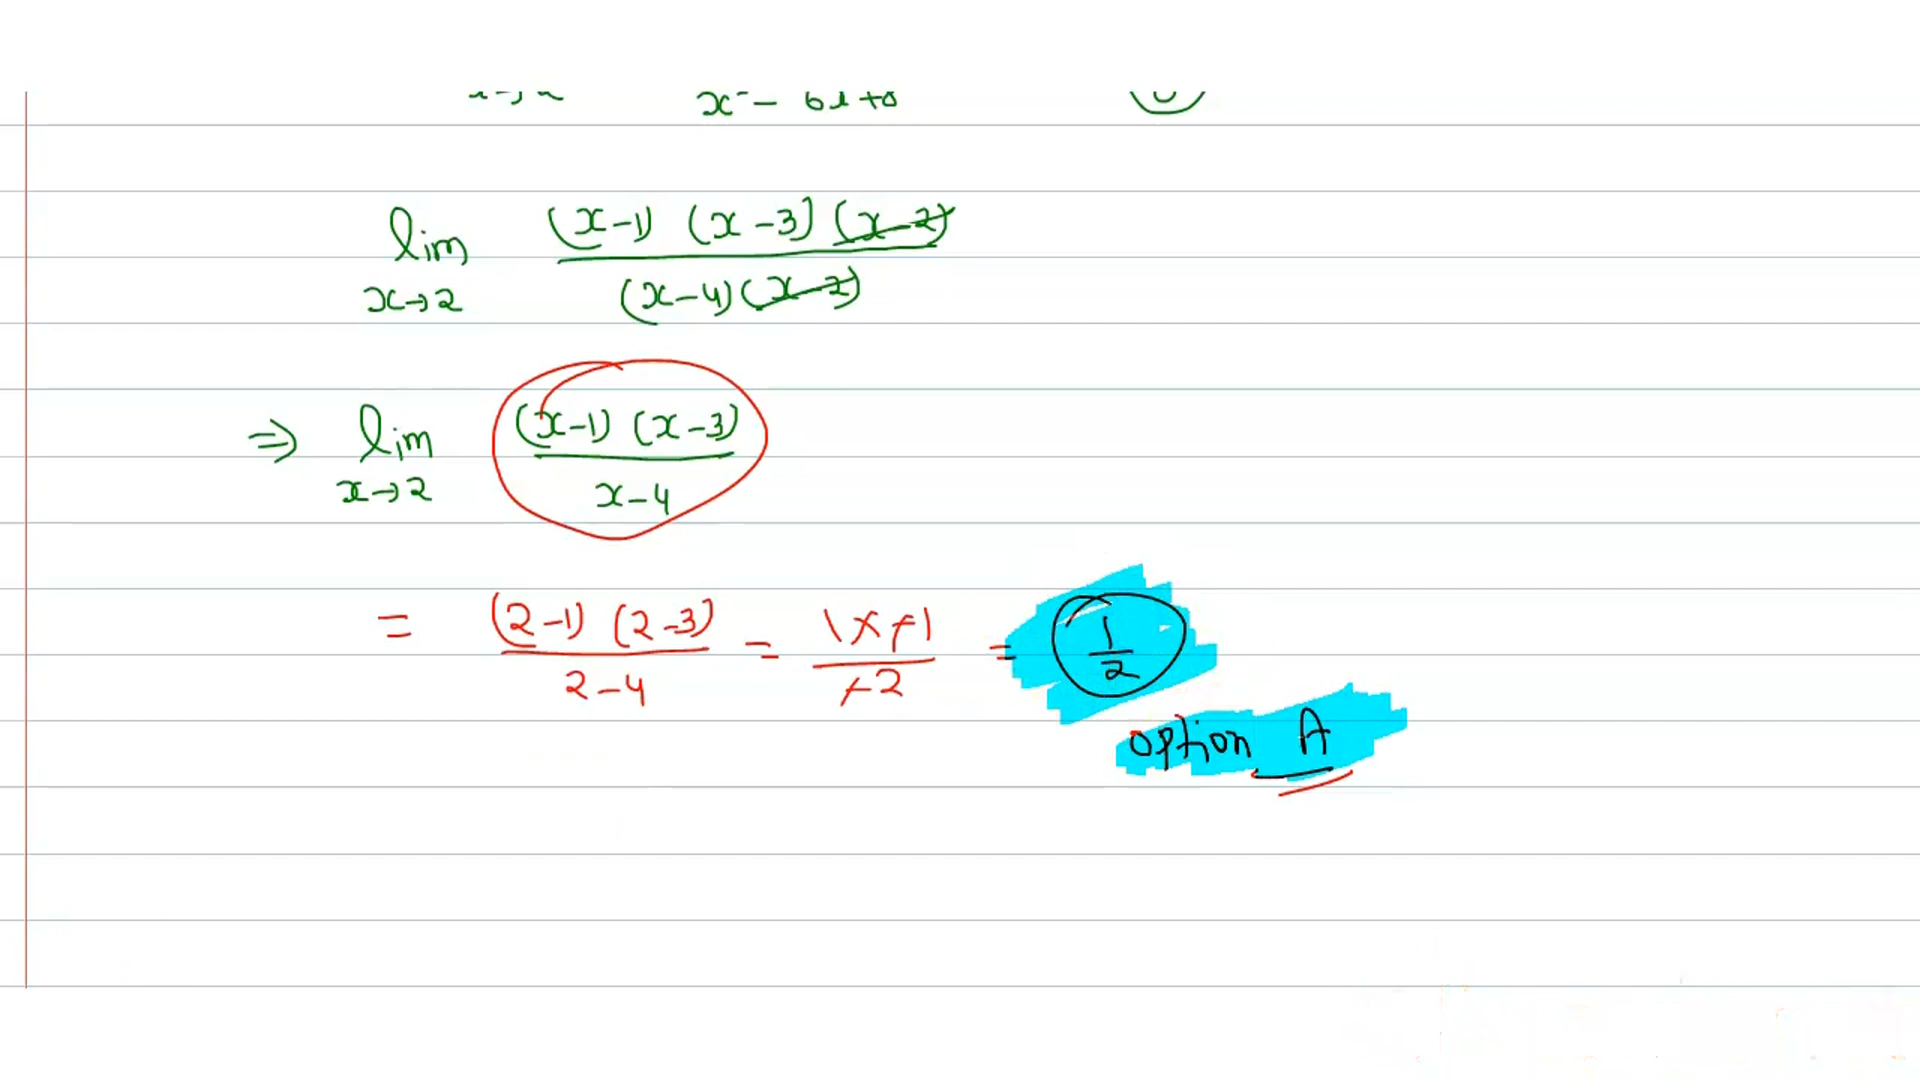 lim (x-1) (x-3) (x-2)
x→2 (x-4) (x-2)
⇒ lim (x-1) (x-3)
x→2 x-4
= (2-1) (2-3) / 2-4 = 1×-1 / -2 = 1/2
option A